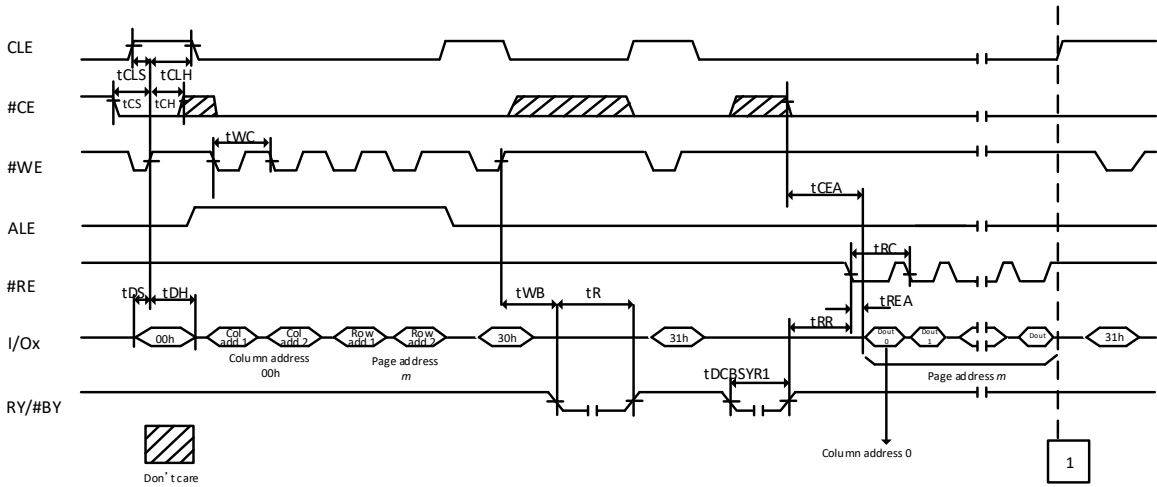 CLE
tCLS tCLH
#CE
tCS tCH
tWC
#WE
tCEA
ALE
tRC
#RE
tDS tDH
tWB tR
tREA
tRR
I/Ox
00h
Col add.1
Col add.2
Row add.1
Row add.2
30h
31h
Dout 0
Dout 1
Dout
31h
Column address
00h
Page address
m
Page address m
tDCBSYR1
RY/#BY
Column address 0
Don't care
1